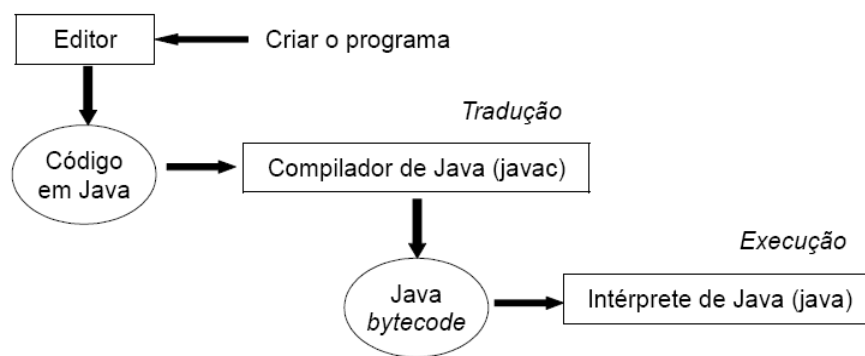 Editor
Criar o programa
Tradução
Código
em Java
Compilador de Java (javac)
Execução
Java
bytecode
Intérprete de Java (java)